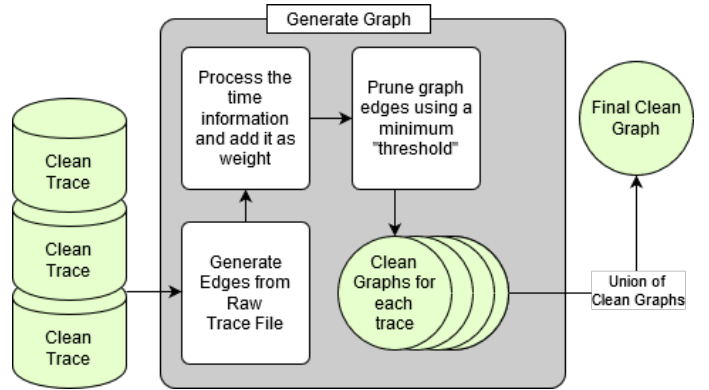 Generate Graph
Process the
time
information
and add it as
weight
Prune graph
edges using a
minimum
"threshold"
Final Clean
Graph
Clean
Trace
Clean
Trace
Clean
Trace
Generate
Edges from
Raw
Trace File
Clean
Graphs for
each
trace
Union of
Clean Graphs